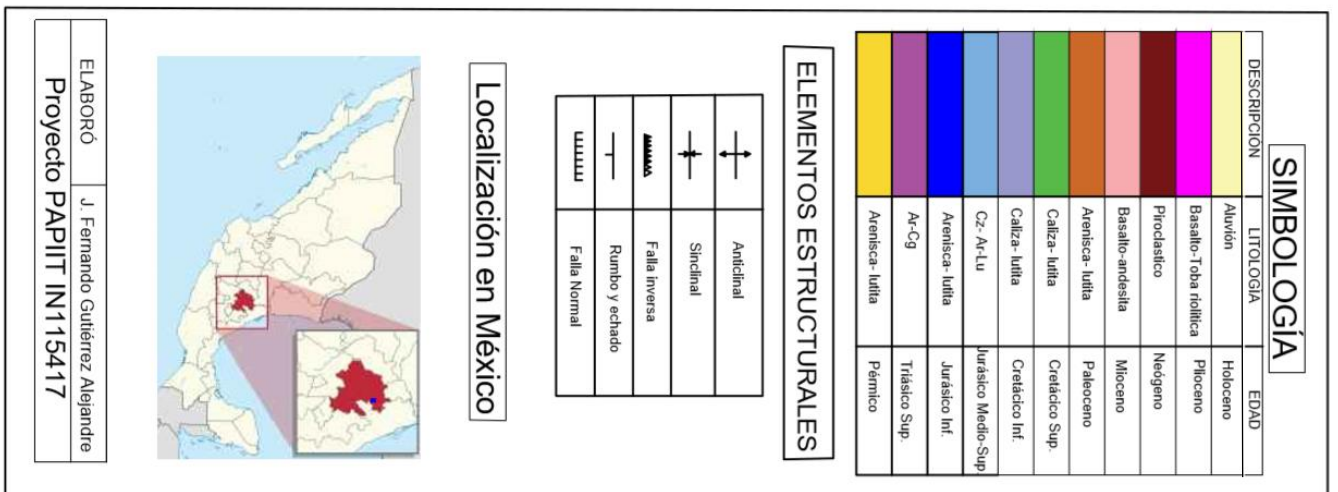 SIMBOLOGÍA
DESCRIPCIÓN LITOLOGÍA EDAD
Aluvión Holoceno
Basalto-Toba riolitica Plioceno
Piroclastico Neógeno
Basalto-andesita Mioceno
Arenisca- lutita Paleoceno
Caliza- lutita Cretácico Sup.
Caliza- lutita Cretácico Inf.
Cz- Ar-Lu Jurásico Medio-Sup.
Arenisca- lutita Jurásico Inf.
Ar-Cg Triásico Sup.
Arenisca- lutita Pérmico
ELEMENTOS ESTRUCTURALES
Anticlinal
Sinclinal
Falla inversa
Rumbo y echado
Falla Normal
Localización en México
ELABORÓ J. Fernando Gutiérrez Alejandre
Proyecto PAPIIT IN115417